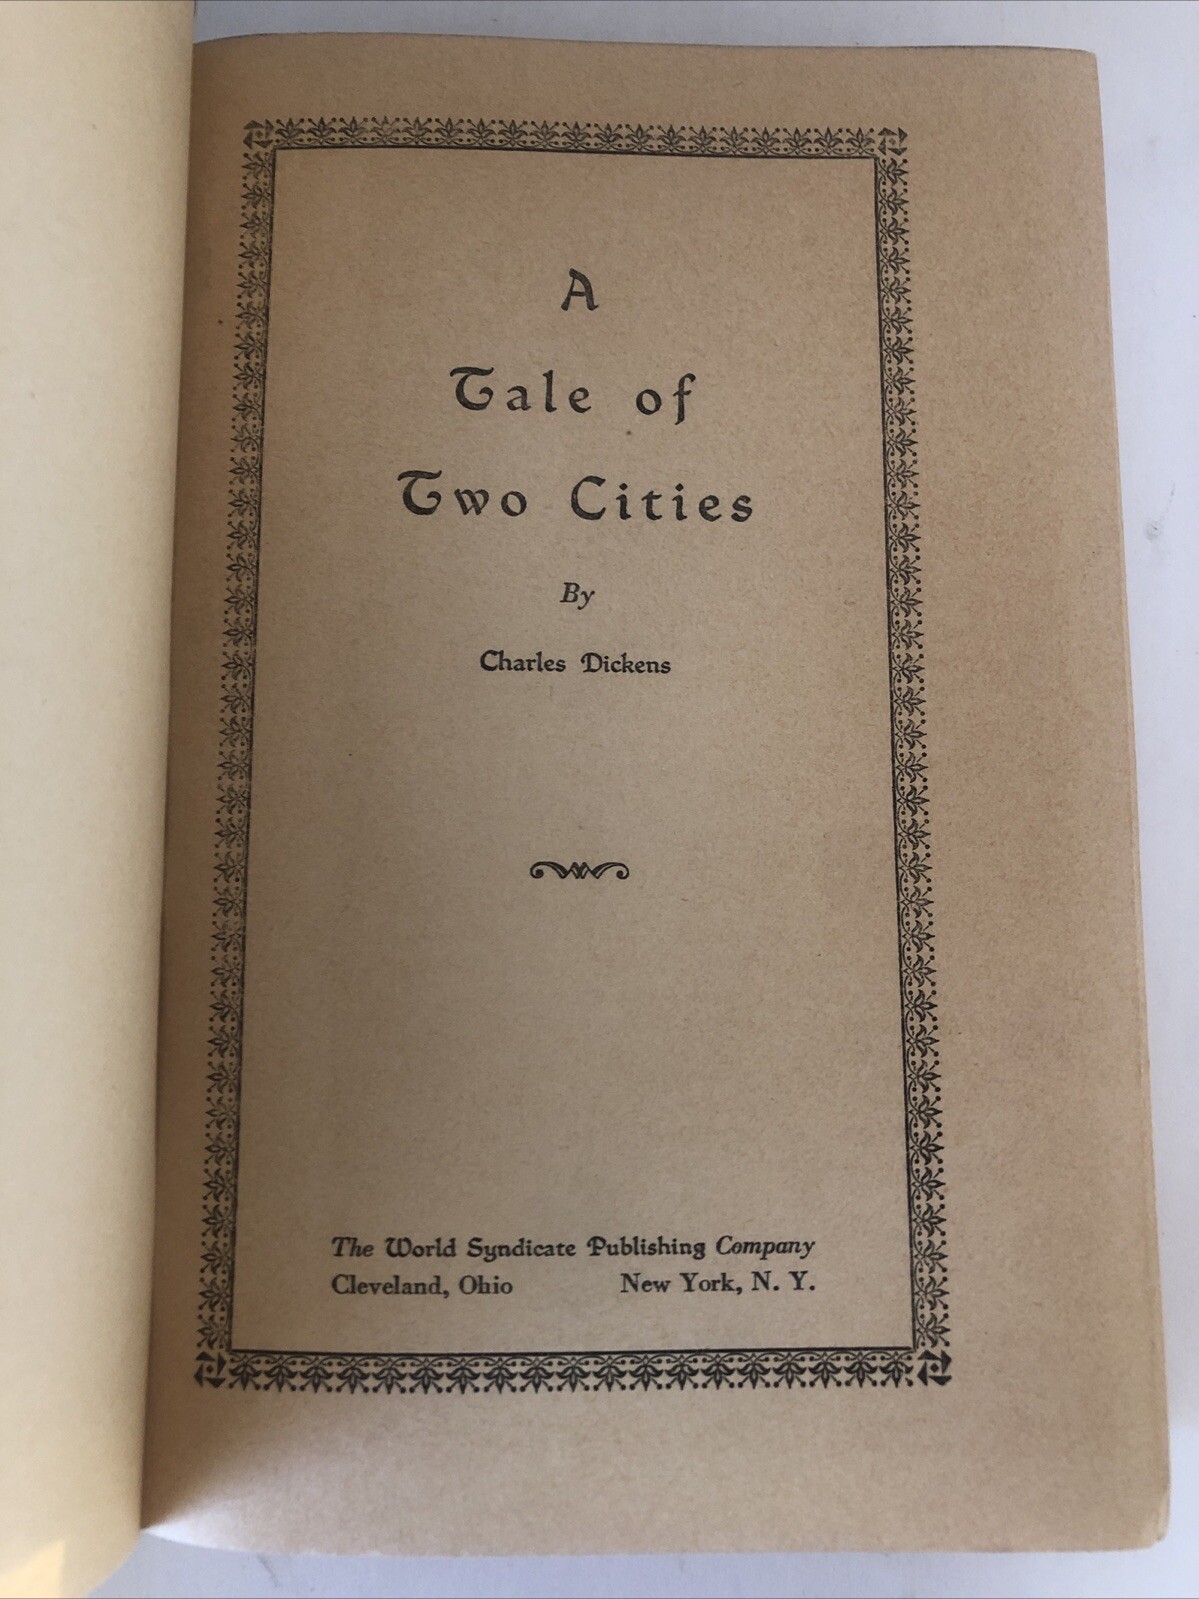 A
Tale of
Two Cities
By
Charles Dickens
The World Syndicate Publishing Company
Cleveland, Ohio New York, N. Y.